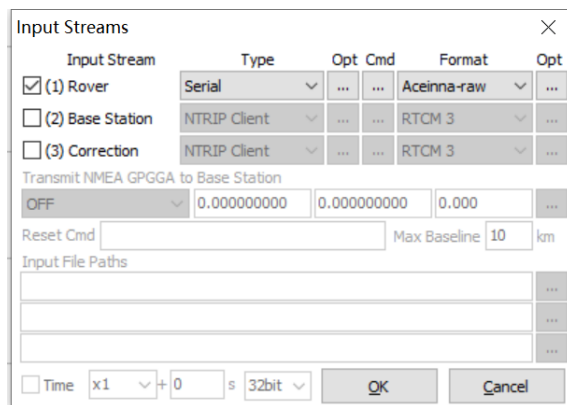 Input Streams
Input Stream Type Opt Cmd Format Opt
(1) Rover Serial ... ... Aceinna-raw ...
(2) Base Station NTRIP Client ... ... RTCM 3 ...
(3) Correction NTRIP Client ... ... RTCM 3 ...
Transmit NMEA GPGGA to Base Station
OFF 0.000000000 0.000000000 0.000 ...
Reset Cmd Max Baseline 10 km
Input File Paths
...
...
...
Time x1 + 0 s 32bit OK Cancel